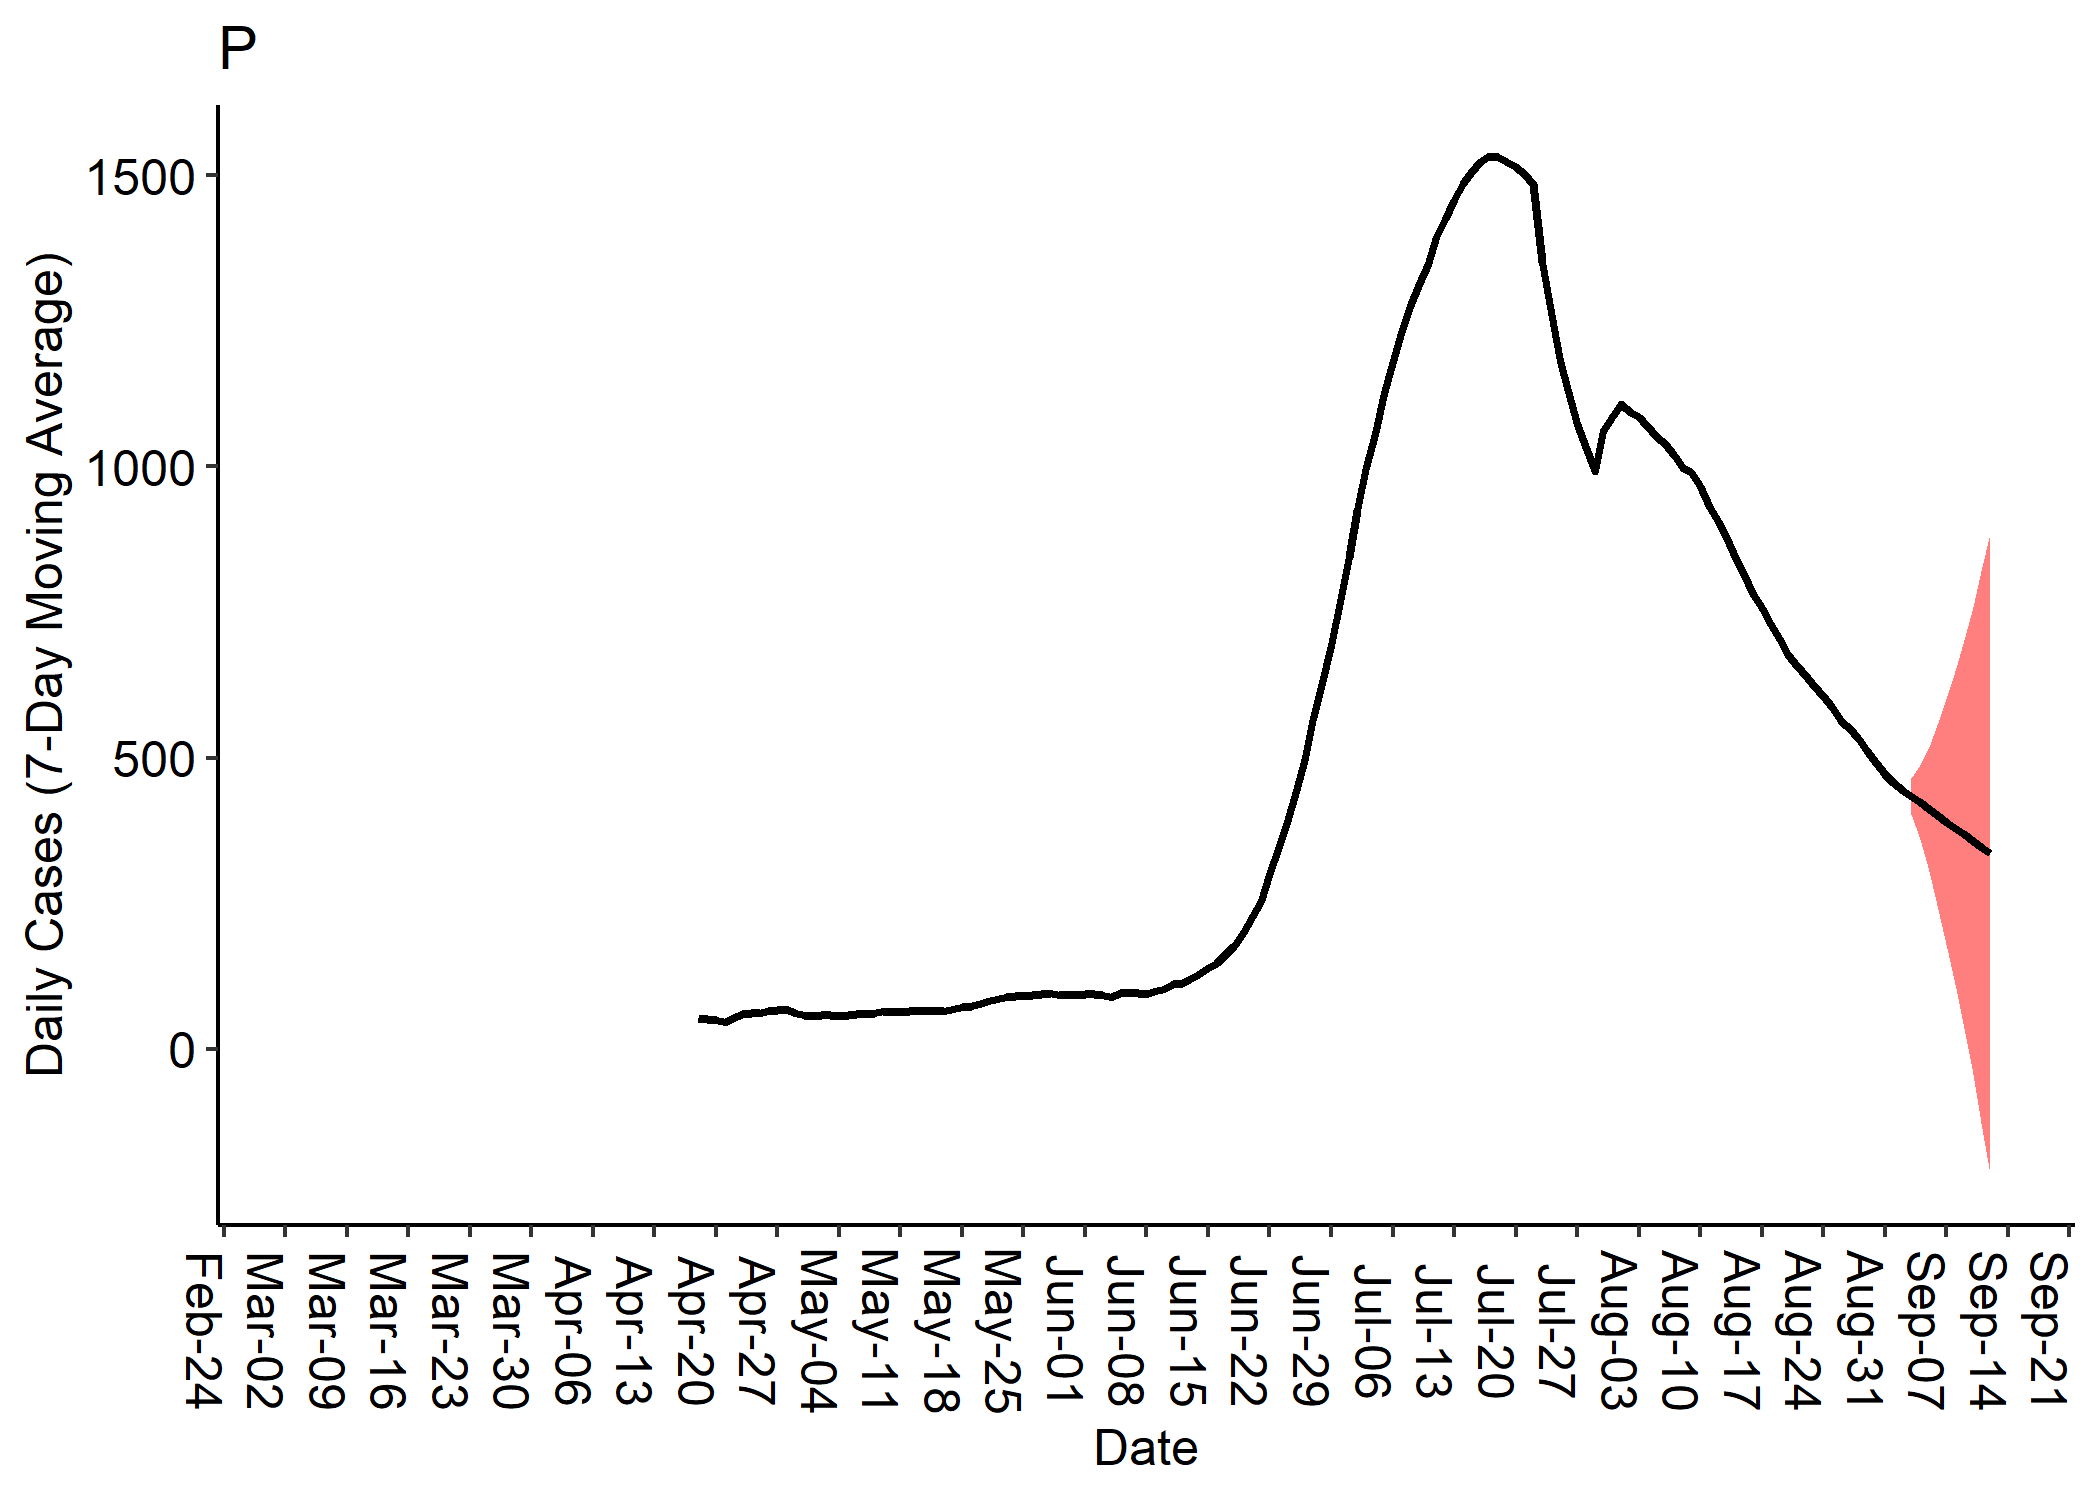 P
Daily Cases (7-Day Moving Average)
1500
1000
500
0
Feb-24
Mar-02
Mar-09
Mar-16
Mar-23
Mar-30
Apr-06
Apr-13
Apr-20
Apr-27
May-04
May-11
May-18
May-25
Jun-01
Jun-08
Jun-15
Jun-22
Jun-29
Jul-06
Jul-13
Jul-20
Jul-27
Aug-03
Aug-10
Aug-17
Aug-24
Aug-31
Sep-07
Sep-14
Sep-21
Date